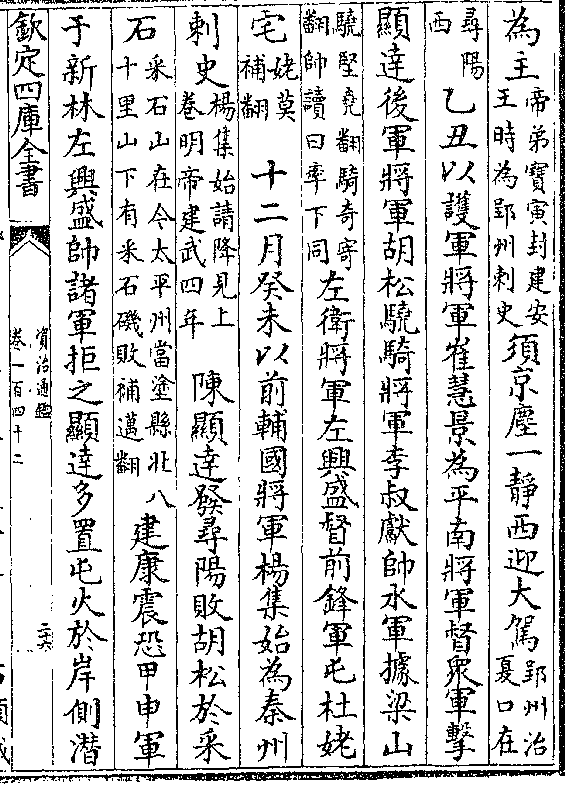 為主帝弟寳寅封建安王時為郢州刺史須京塵一靜西迎大駕郢州治夏口在
尋陽西乙丑以護軍將軍崔慧景為平南將軍督衆軍擊
顯達後軍將軍胡松驍騎將軍李叔獻帥水軍據梁山
驍堅堯翻騎奇寄翻帥讀曰率下同左衛將軍左興盛督前鋒軍屯杜姥
宅姥莫補翻 十二月癸未以前輔國將軍楊集始為秦州
刺史楊集始請降見上卷明帝建武四年 陳顯達發尋陽敗胡松於采
石采石山在今太平州當塗縣北八十里山下有采石磯敗補邁翻建康震恐甲申軍
于新林左興盛帥諸軍拒之顯達多置屯火於岸側潛
欽定四庫全書
資治通鑑
卷一百四十二
二六